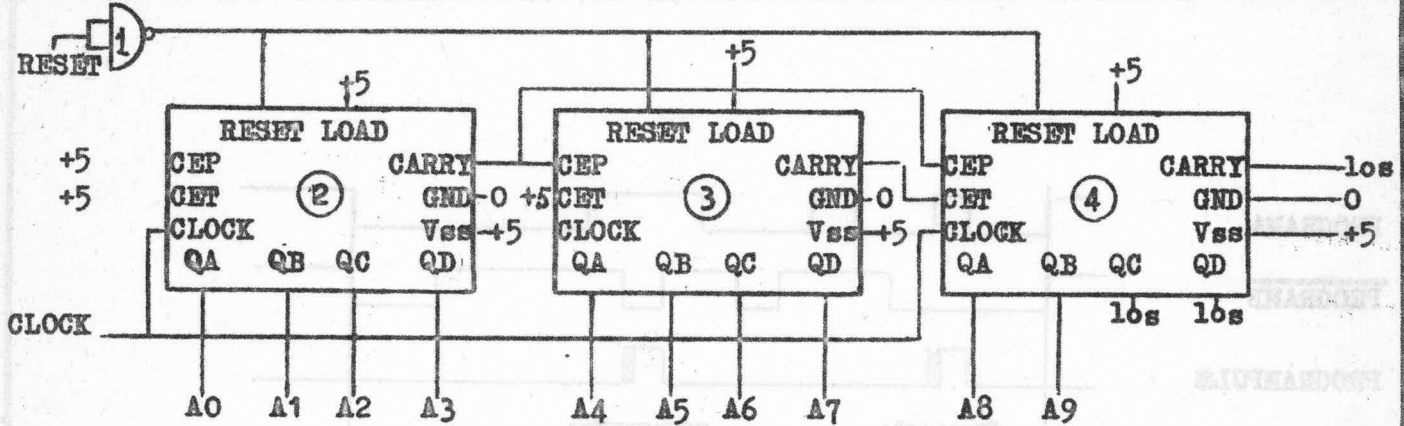 1
RESET
+5 +5 +5
RESET LOAD RESET LOAD RESET LOAD
+5 CEP CARRY CEP CARRY CEP CARRY los
+5 CET 2 GND 0 +5 CET 3 GND 0 CET 4 GND 0
CLOCK Vss +5 CLOCK Vss +5 CLOCK Vss +5
QA QB QC QD QA QB QC QD QA QB QC QD
los los
CLOCK
A0 A1 A2 A3 A4 A5 A6 A7 A8 A9